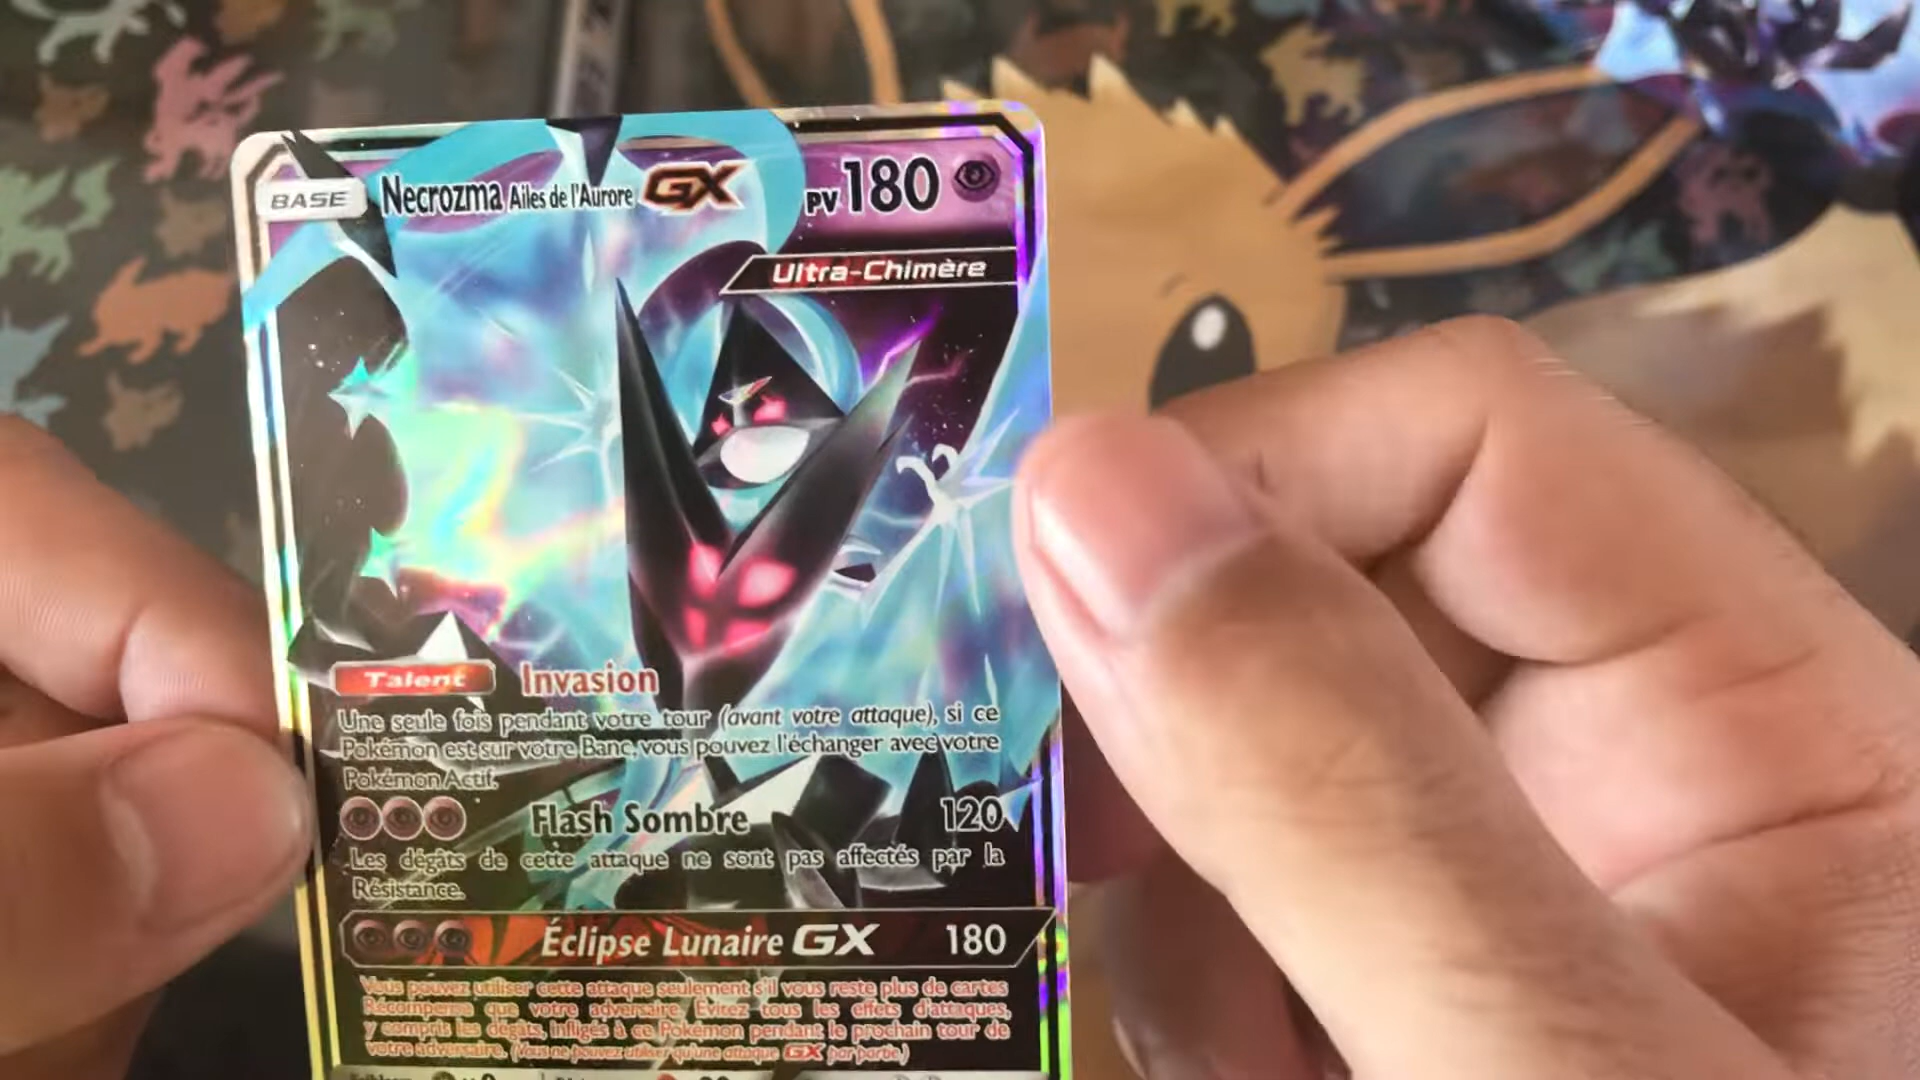 BASE Necrozma Ailes de l'Aurore GX PV 180
Ultra-Chimère
Talent Invasion
Une seule fois pendant votre tour (avant votre attaque), si ce
Pokémon est sur votre Banc, vous pouvez l'échanger avec votre
Pokémon Actif.
Flash Sombre 120
Les dégâts de cette attaque ne sont pas affectés par la
Résistance.
Éclipse Lunaire GX 180
Vous pouvez utiliser cette attaque seulement s'il vous reste plus de cartes
Récompense que votre adversaire. Évitez tous les effets d'attaques,
y compris les dégâts, infligés à ce Pokémon pendant le prochain tour de
votre adversaire. (Vous ne pouvez utiliser qu'une attaque GX par partie.)